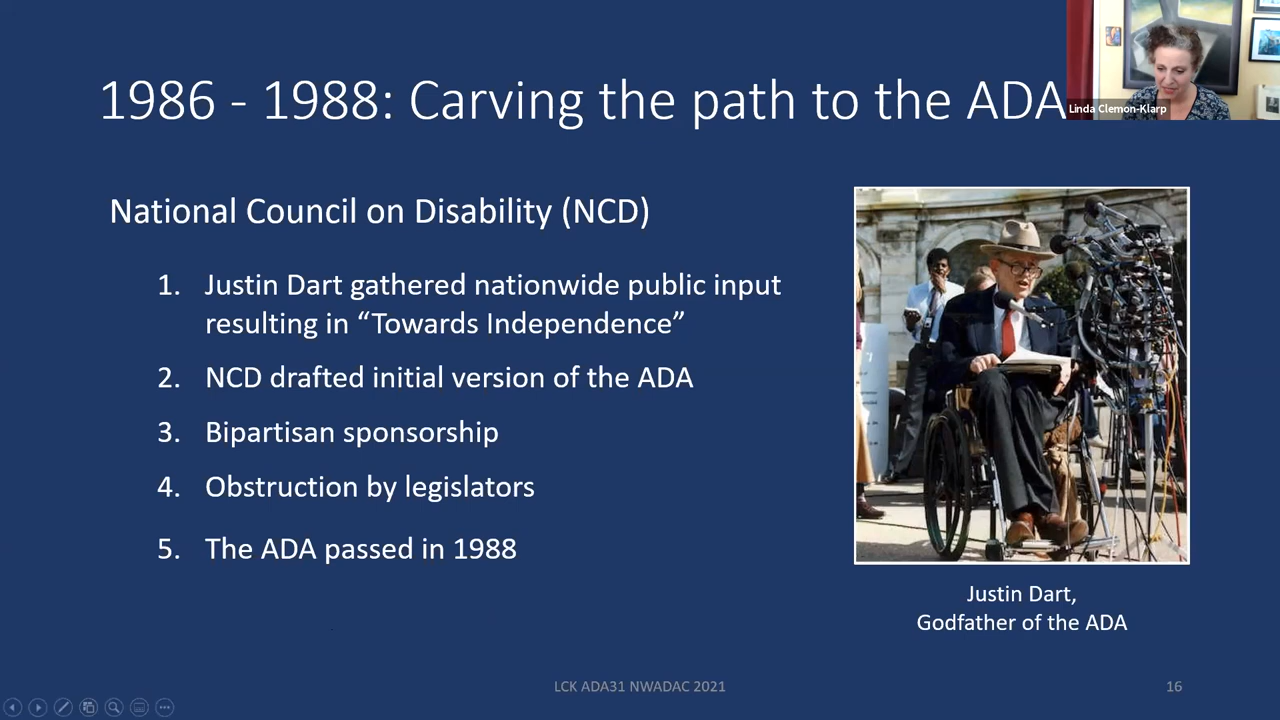 1986 - 1988: Carving the path to the ADA
Linda Clemon-Klarp
National Council on Disability (NCD)
1. Justin Dart gathered nationwide public input
resulting in “Towards Independence”
2. NCD drafted initial version of the ADA
3. Bipartisan sponsorship
4. Obstruction by legislators
5. The ADA passed in 1988
Justin Dart,
Godfather of the ADA
LCK ADA31 NWADAC 2021
16